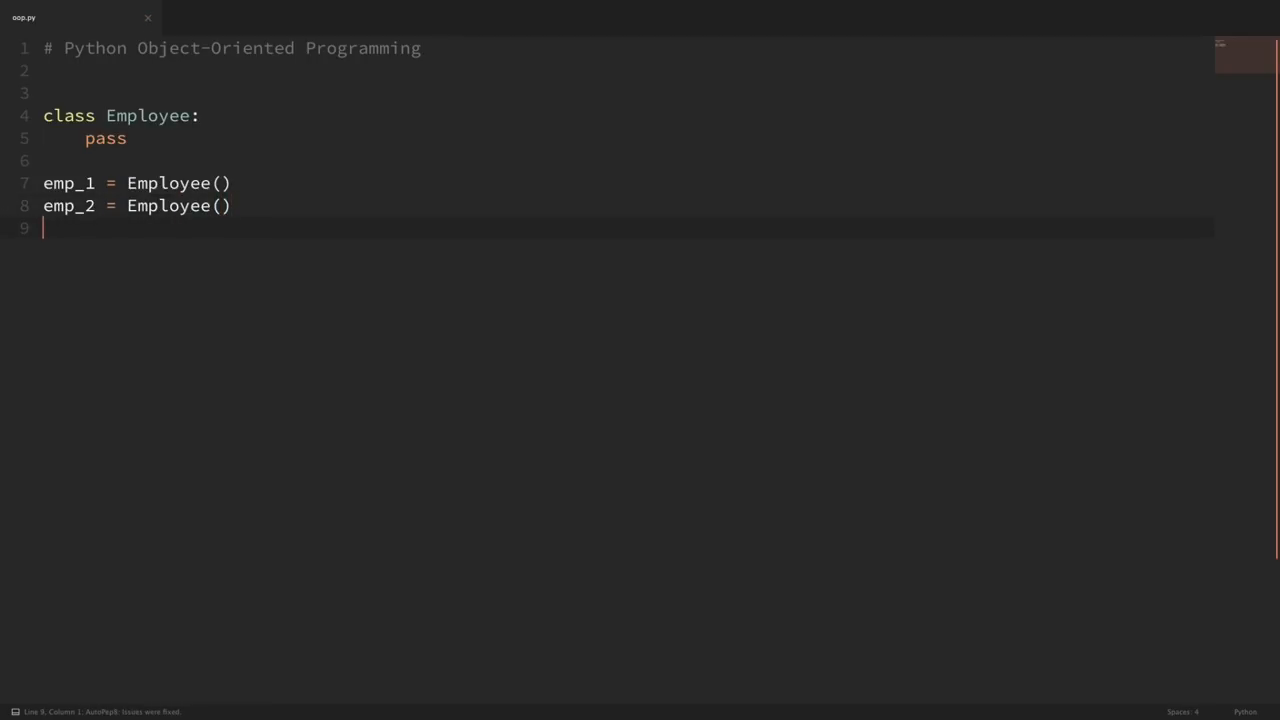 oop.py ×
1 # Python Object-Oriented Programming
2
3
4 class Employee:
5     pass
6
7 emp_1 = Employee()
8 emp_2 = Employee()
9
Line 9, Column 1; AutoPep8: Issues were fixed. Spaces: 4 Python